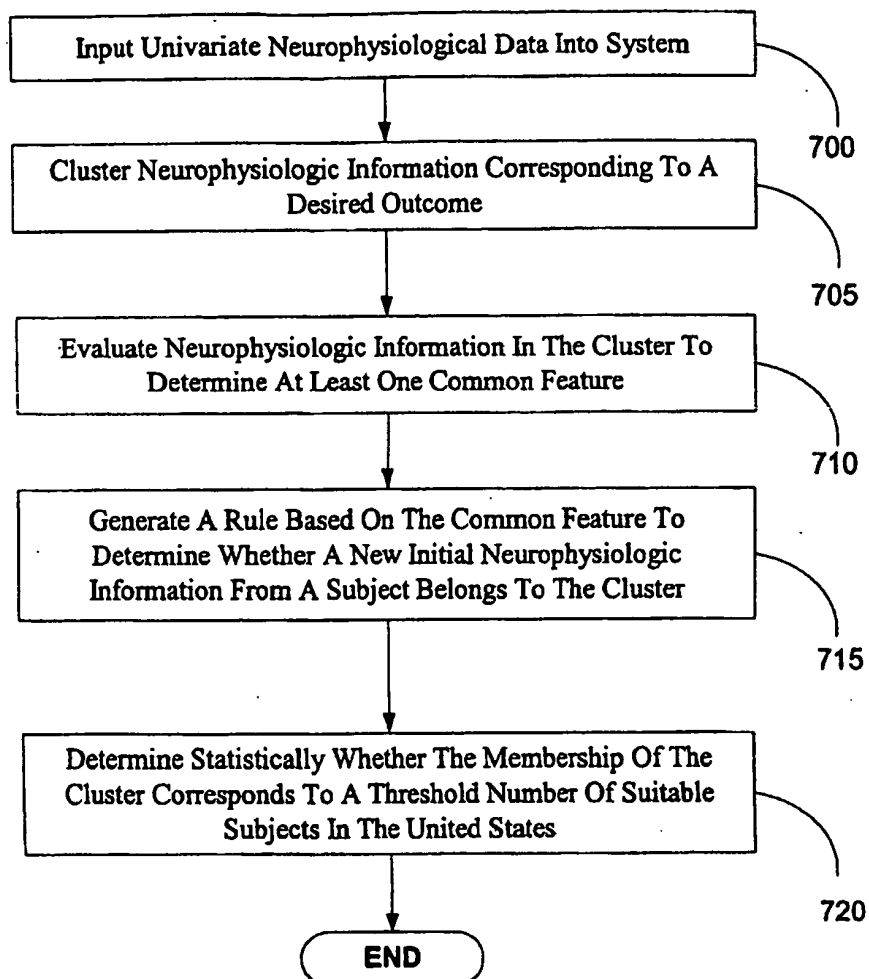 Input Univariate Neurophysiological Data Into System
700
Cluster Neurophysiologic Information Corresponding To A
Desired Outcome
705
Evaluate Neurophysiologic Information In The Cluster To
Determine At Least One Common Feature
710
Generate A Rule Based On The Common Feature To
Determine Whether A New Initial Neurophysiologic
Information From A Subject Belongs To The Cluster
715
Determine Statistically Whether The Membership Of The
Cluster Corresponds To A Threshold Number Of Suitable
Subjects In The United States
720
END